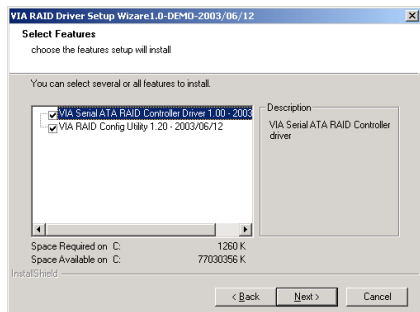 VIA RAID Driver Setup Wizare1.0-DEMO-2003/06/12
Select Features
choose the features setup will install
You can select several or all features to install.
VIA Serial ATA RAID Controller Driver 1.00 - 2003
VIA RAID Config Utility 1.20 - 2003/06/12
Description
VIA Serial ATA RAID Controller
driver
Space Required on C: 1260 K
Space Available on C: 77030356 K
InstallShield
< Back
Next >
Cancel